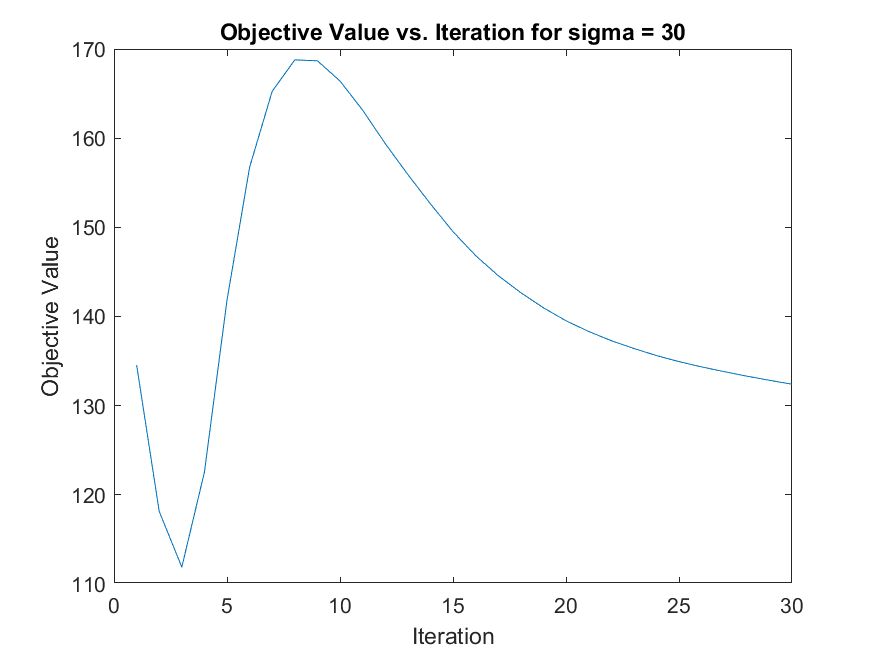 Objective Value vs. Iteration for sigma = 30
170
160
150
140
130
120
110
Objective Value
0 5 10 15 20 25 30
Iteration